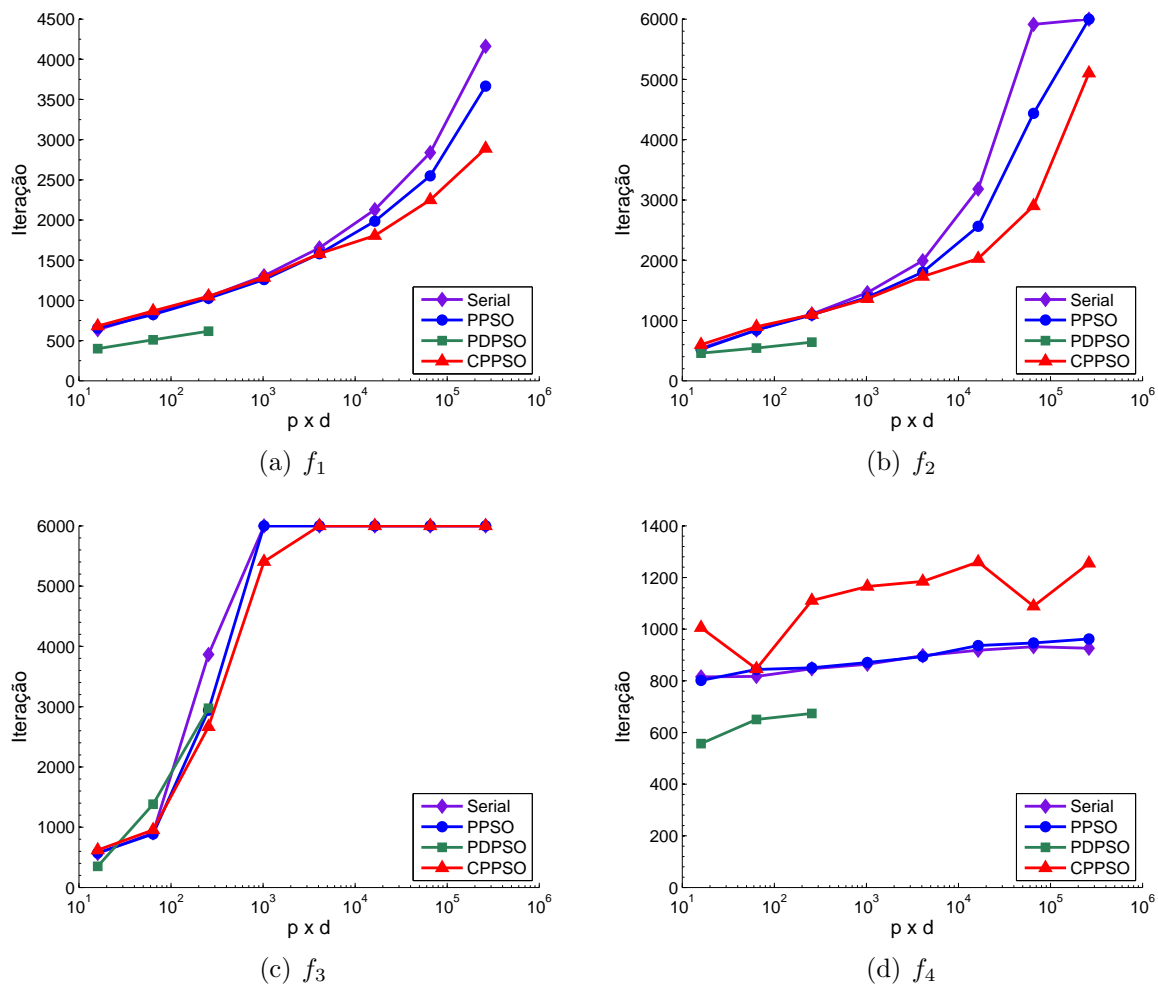 4500
4000
3500
3000
2500
2000
1500
1000
500
0
Iteração
10^1 10^2 10^3 10^4 10^5 10^6
p x d
Serial
PPSO
PDPSO
CPPSO
(a) f_1
6000
5000
4000
3000
2000
1000
0
Iteração
10^1 10^2 10^3 10^4 10^5 10^6
p x d
Serial
PPSO
PDPSO
CPPSO
(b) f_2
6000
5000
4000
3000
2000
1000
0
Iteração
10^1 10^2 10^3 10^4 10^5 10^6
p x d
Serial
PPSO
PDPSO
CPPSO
(c) f_3
1400
1200
1000
800
600
400
200
0
Iteração
10^1 10^2 10^3 10^4 10^5 10^6
p x d
Serial
PPSO
PDPSO
CPPSO
(d) f_4